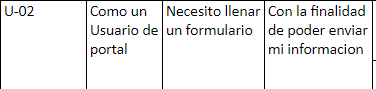 U-02
Como un
Usuario de
portal
Necesito llenar
un formulario
Con la finalidad
de poder enviar
mi informacion